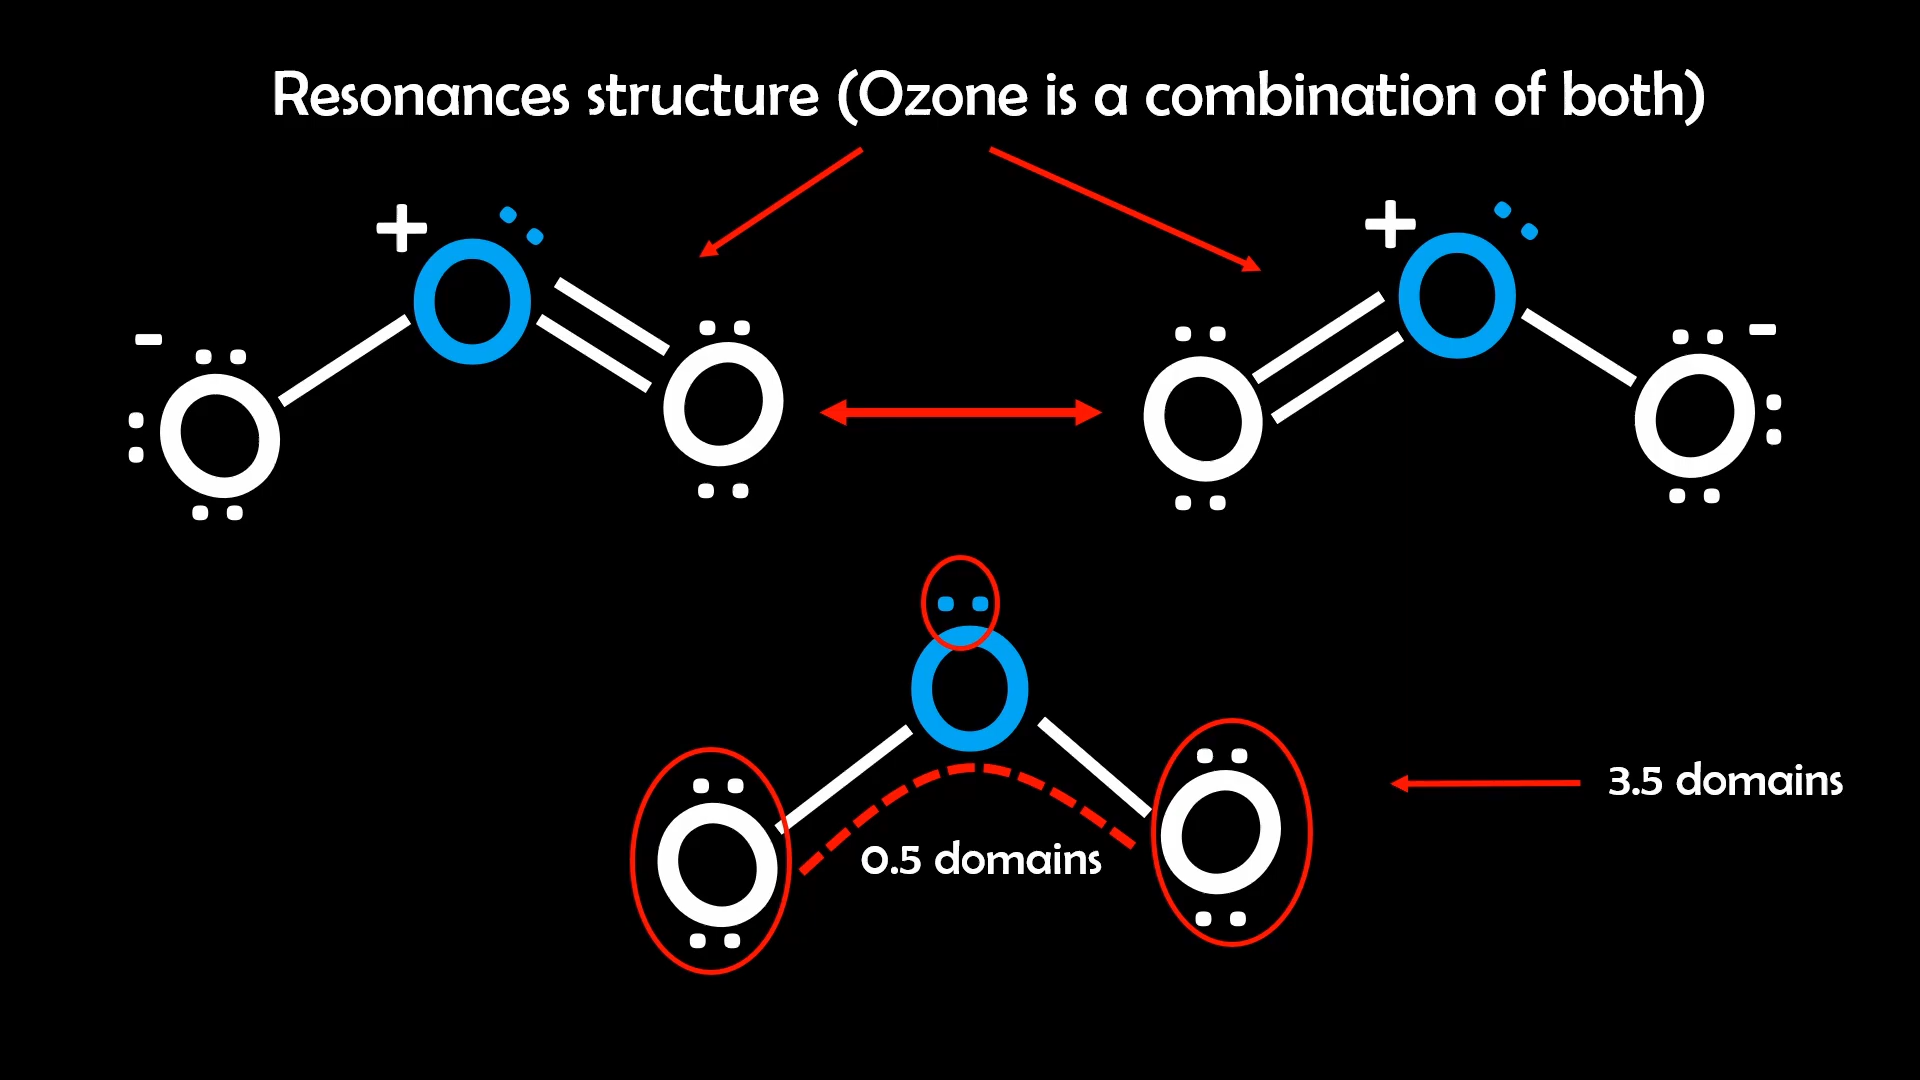 Resonances structure (Ozone is a combination of both)
+
+
-
O
O
-
O
O
O
O
O
O
O
3.5 domains
0.5 domains